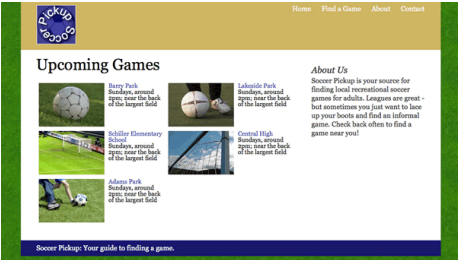 Soccer Pickup
Home Find a Game About Contact
Upcoming Games
Barry Park
Sundays, around
2pm; near the back
of the largest field
Lakeside Park
Sundays, around
2pm; near the back
of the largest field
Schiller Elementary
School
Sundays, around
2pm; near the back
of the largest field
Central High
Sundays, around
2pm; near the back
of the largest field
Adams Park
Sundays, around
2pm; near the back
of the largest field
About Us
Soccer Pickup is your source for
finding local recreational soccer
games for adults. Leagues are great -
but sometimes you just want to lace
up your boots and find an informal
game. Check back often to find a
game near you!
Soccer Pickup: Your guide to finding a game.